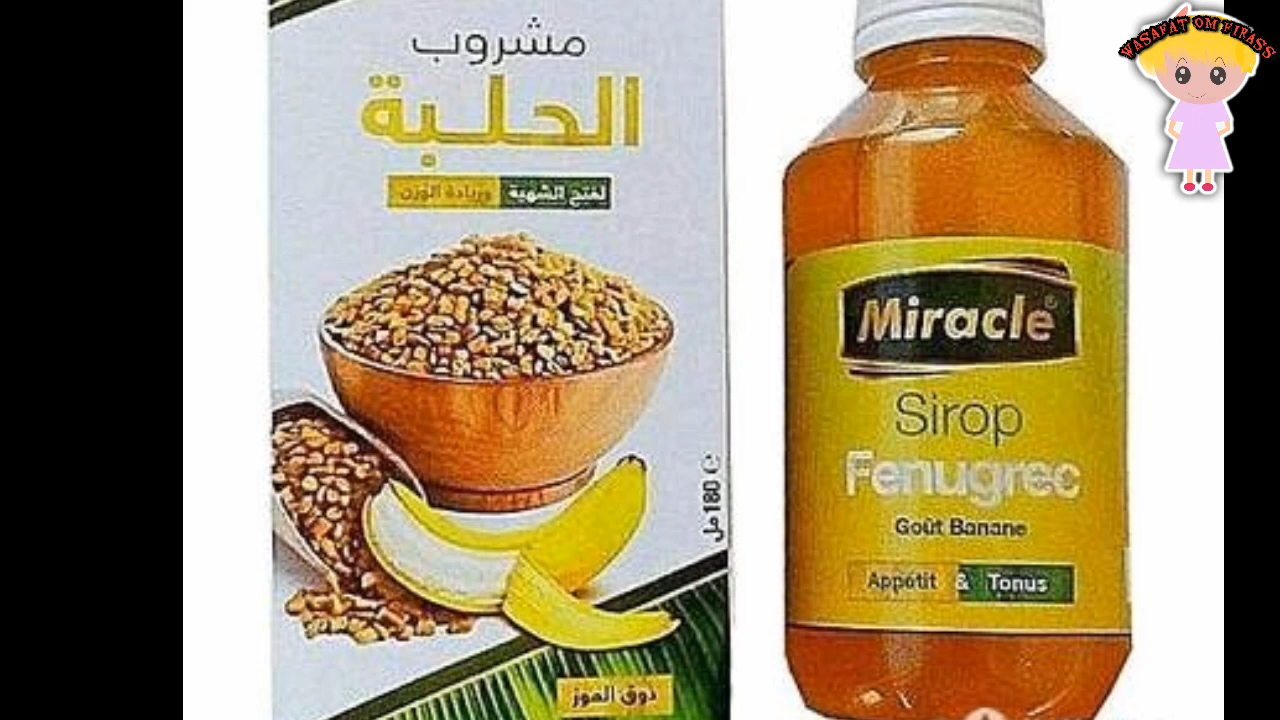 مشروب
الحلبة
لفتح الشهية وزيادة الوزن
180 مل ℮
ذوق الموز
Miracle®
Sirop
Fenugrec
Goût Banane
Appétit & Tonus
WASAFAT OM FIRASS